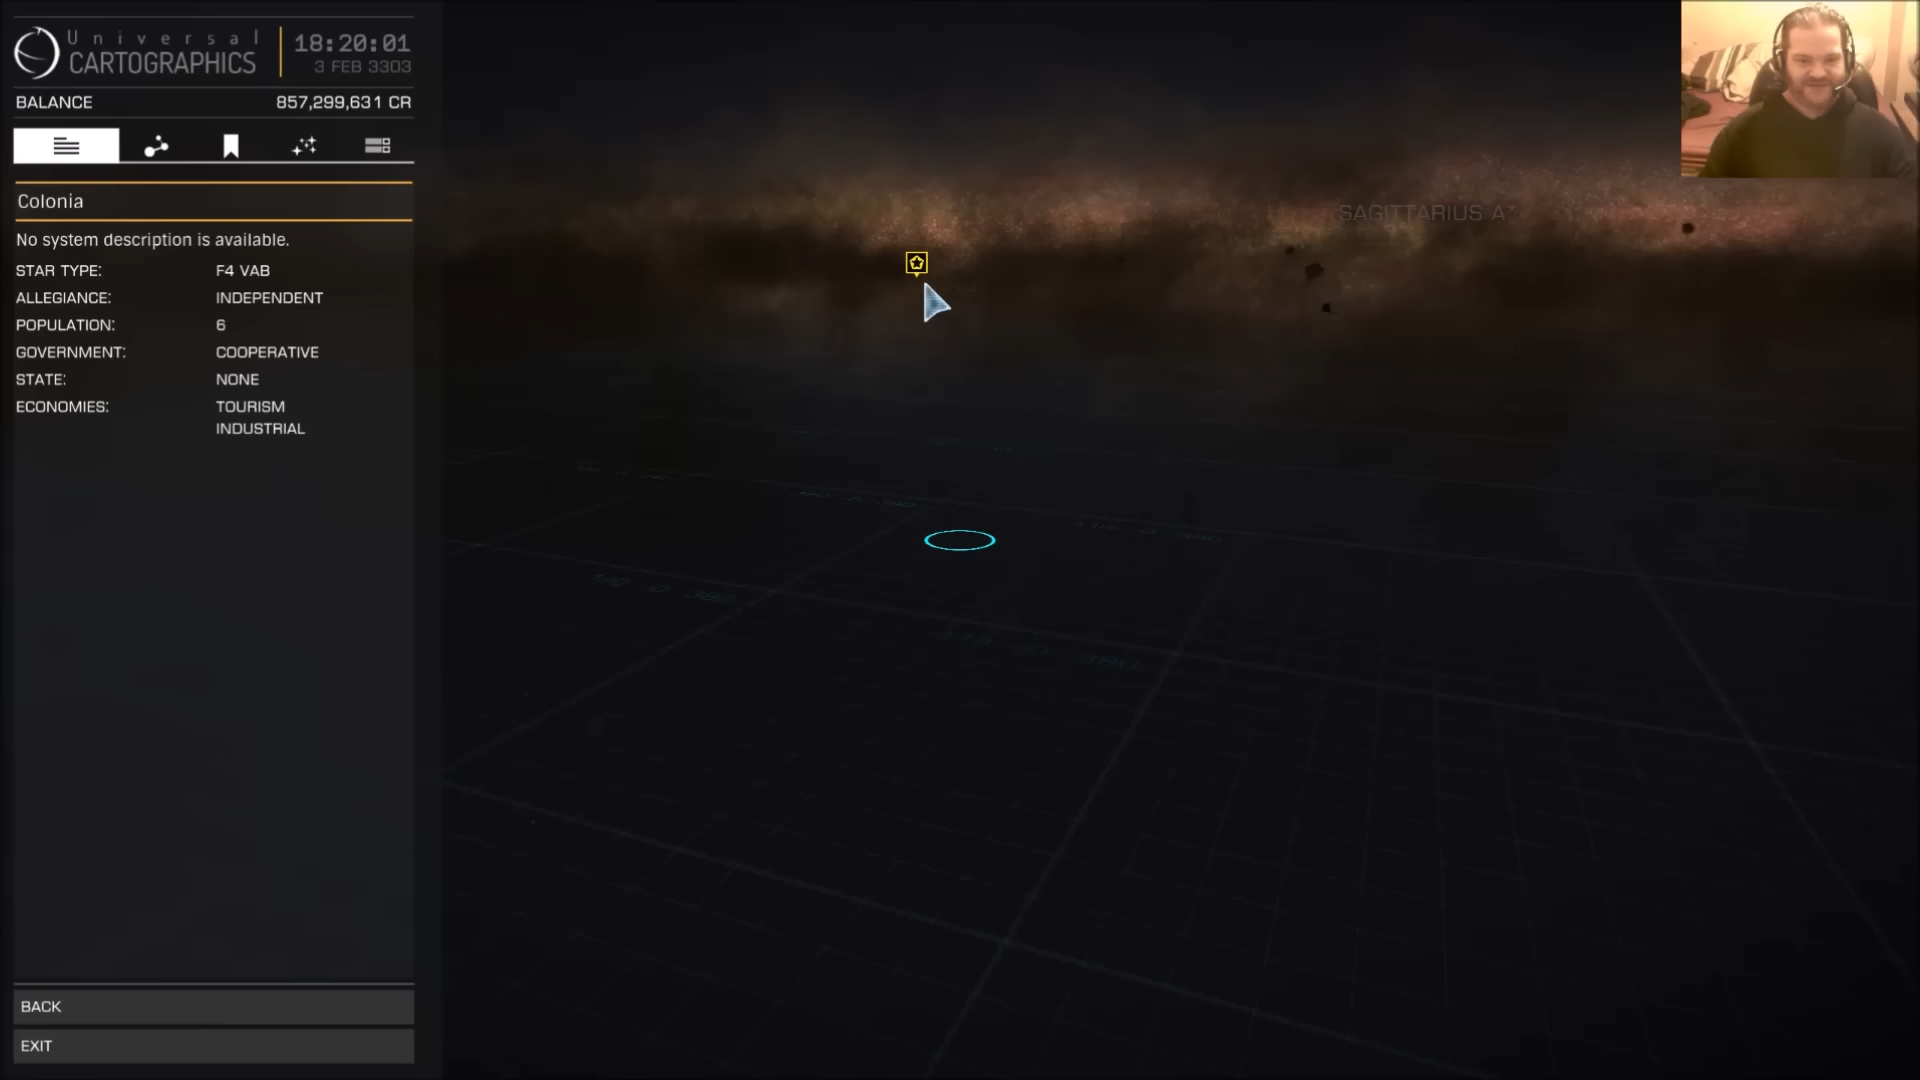 Universal
CARTOGRAPHICS
18:20:01
3 FEB 3303
BALANCE 857,299,631 CR
Colonia
No system description is available.
STAR TYPE: F4 VAB
ALLEGIANCE: INDEPENDENT
POPULATION: 6
GOVERNMENT: COOPERATIVE
STATE: NONE
ECONOMIES: TOURISM
INDUSTRIAL
SAGITTARIUS A*
BACK
EXIT